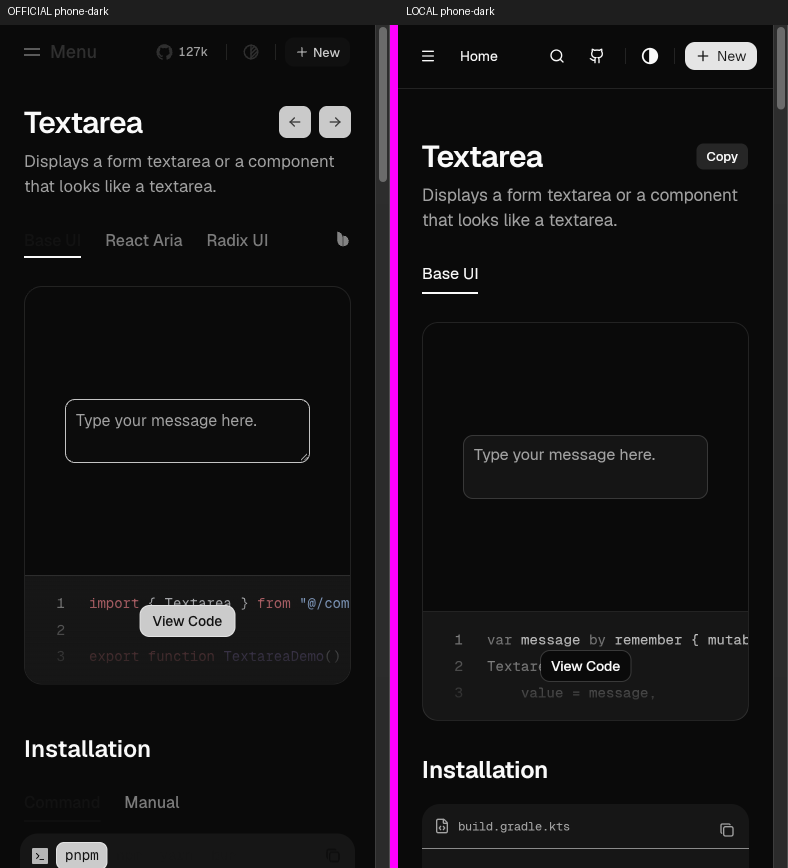 OFFICIAL phone-dark
Menu
127k
New
Textarea
Displays a form textarea or a component
that looks like a textarea.
Base UI
React Aria
Radix UI
Type your message here.
1 import { Textarea } from "@/com
2
3 export function TextareaDemo()
View Code
Installation
Command
Manual
pnpm
LOCAL phone-dark
Home
New
Textarea
Copy
Displays a form textarea or a component
that looks like a textarea.
Base UI
Type your message here.
1 var message by remember { mutab
2 Textare
View Code
3 value = message,
Installation
build.gradle.kts